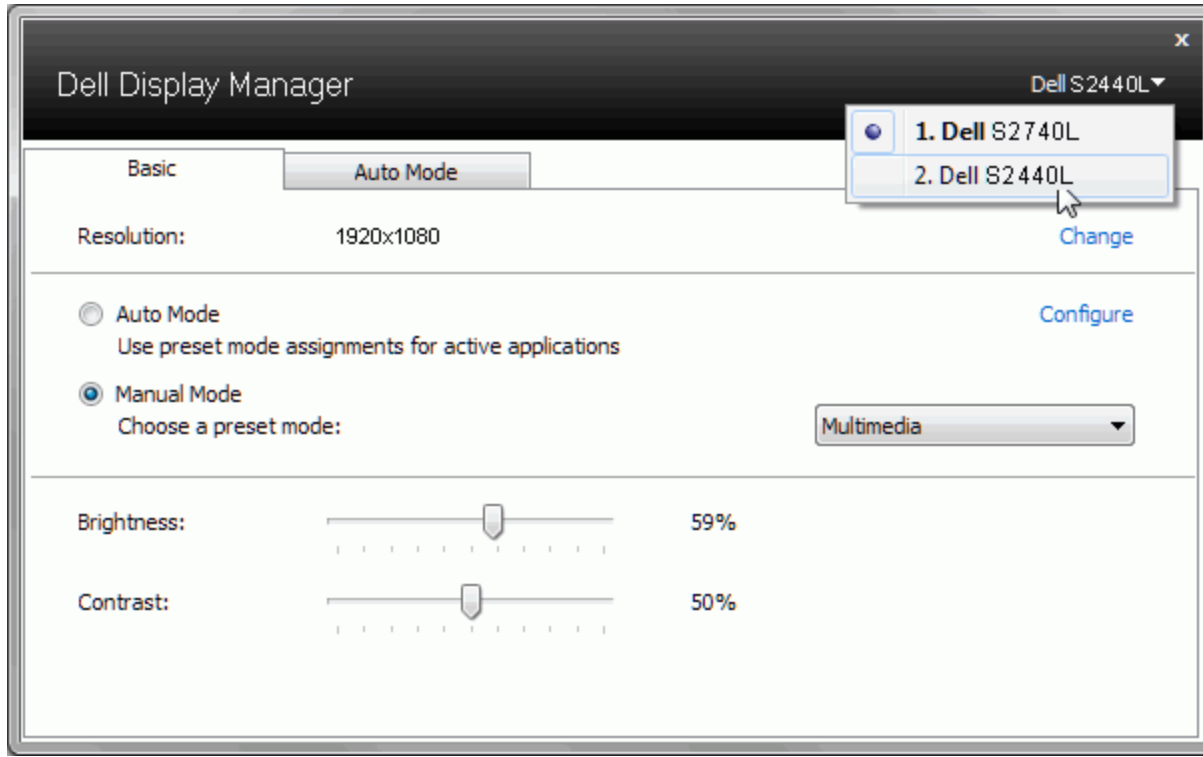 x
Dell Display Manager
Dell S2440L
1. Dell S2740L
2. Dell S2440L
Basic
Auto Mode
Resolution: 1920x1080 Change
Auto Mode Configure
Use preset mode assignments for active applications
Manual Mode
Choose a preset mode: Multimedia
Brightness: 59%
Contrast: 50%